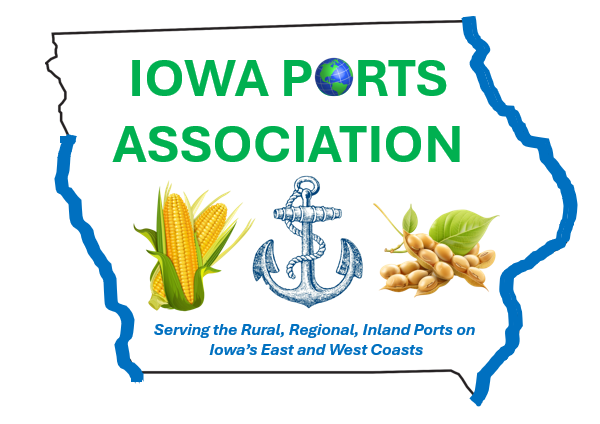 IOWA PORTS
ASSOCIATION
Serving the Rural, Regional, Inland Ports on
Iowa’s East and West Coasts